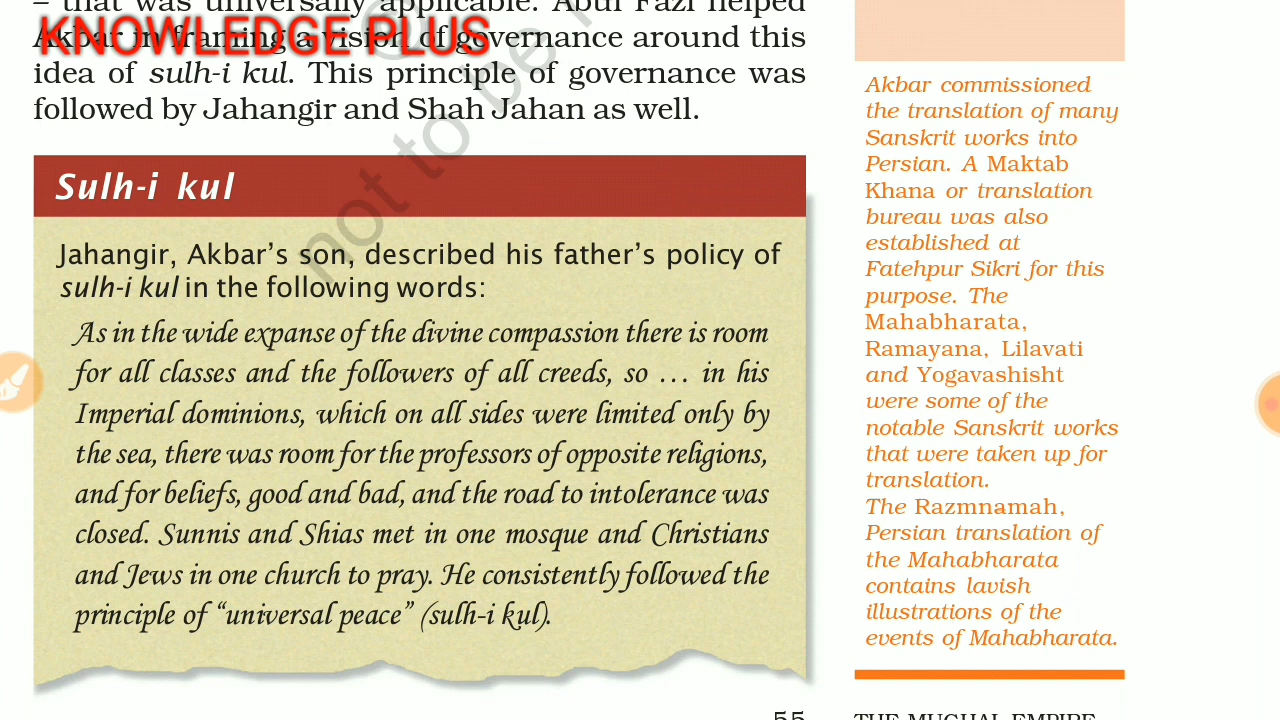 – that was universally applicable. Abul Fazl helped
KNOWLEDGE PLUS
Akbar in framing a vision of governance around this
idea of sulh-i kul. This principle of governance was
followed by Jahangir and Shah Jahan as well.
not to be
Sulh-i kul
Jahangir, Akbar’s son, described his father’s policy of
sulh-i kul in the following words:
As in the wide expanse of the divine compassion there is room
for all classes and the followers of all creeds, so … in his
Imperial dominions, which on all sides were limited only by
the sea, there was room for the professors of opposite religions,
and for beliefs, good and bad, and the road to intolerance was
closed. Sunnis and Shias met in one mosque and Christians
and Jews in one church to pray. He consistently followed the
principle of “universal peace” (sulh-i kul).
Akbar commissioned
the translation of many
Sanskrit works into
Persian. A Maktab
Khana or translation
bureau was also
established at
Fatehpur Sikri for this
purpose. The
Mahabharata,
Ramayana, Lilavati
and Yogavashisht
were some of the
notable Sanskrit works
that were taken up for
translation.
The Razmnamah,
Persian translation of
the Mahabharata
contains lavish
illustrations of the
events of Mahabharata.
55
THE MUGHAL EMPIRE